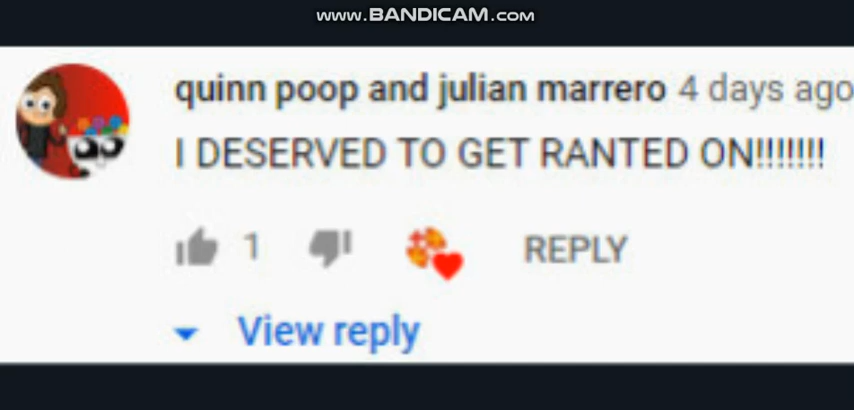 www.BANDICAM.com
quinn poop and julian marrero 4 days ago
I DESERVED TO GET RANTED ON!!!!!!!
1 REPLY
View reply